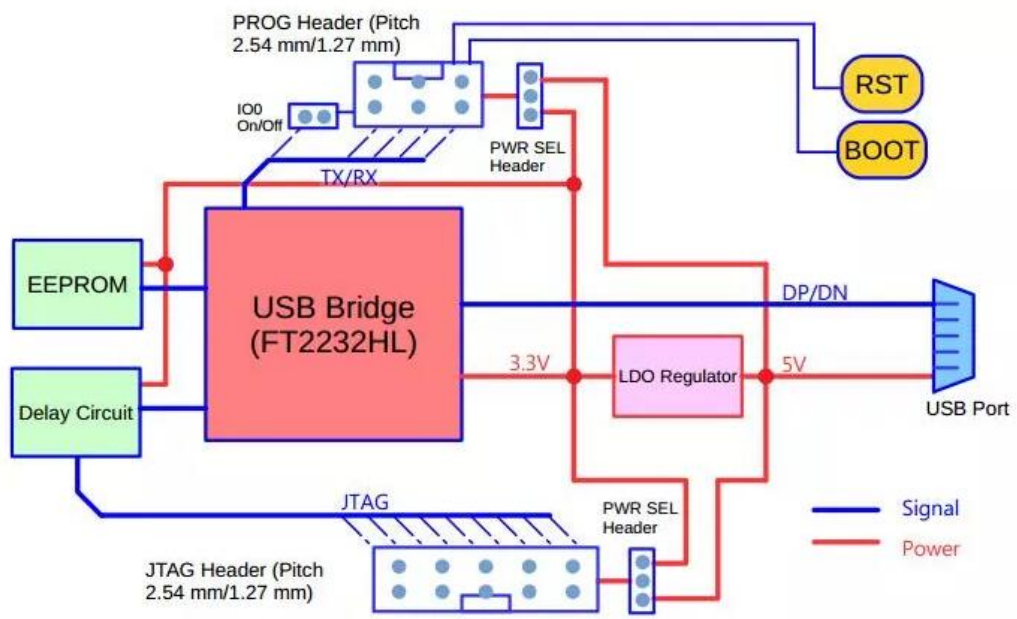 PROG Header (Pitch
2.54 mm/1.27 mm)
RST
IO0
On/Off
BOOT
PWR SEL
Header
TX/RX
EEPROM
USB Bridge
(FT2232HL)
DP/DN
3.3V
LDO Regulator
5V
USB Port
Delay Circuit
JTAG
PWR SEL
Header
Signal
Power
JTAG Header (Pitch
2.54 mm/1.27 mm)